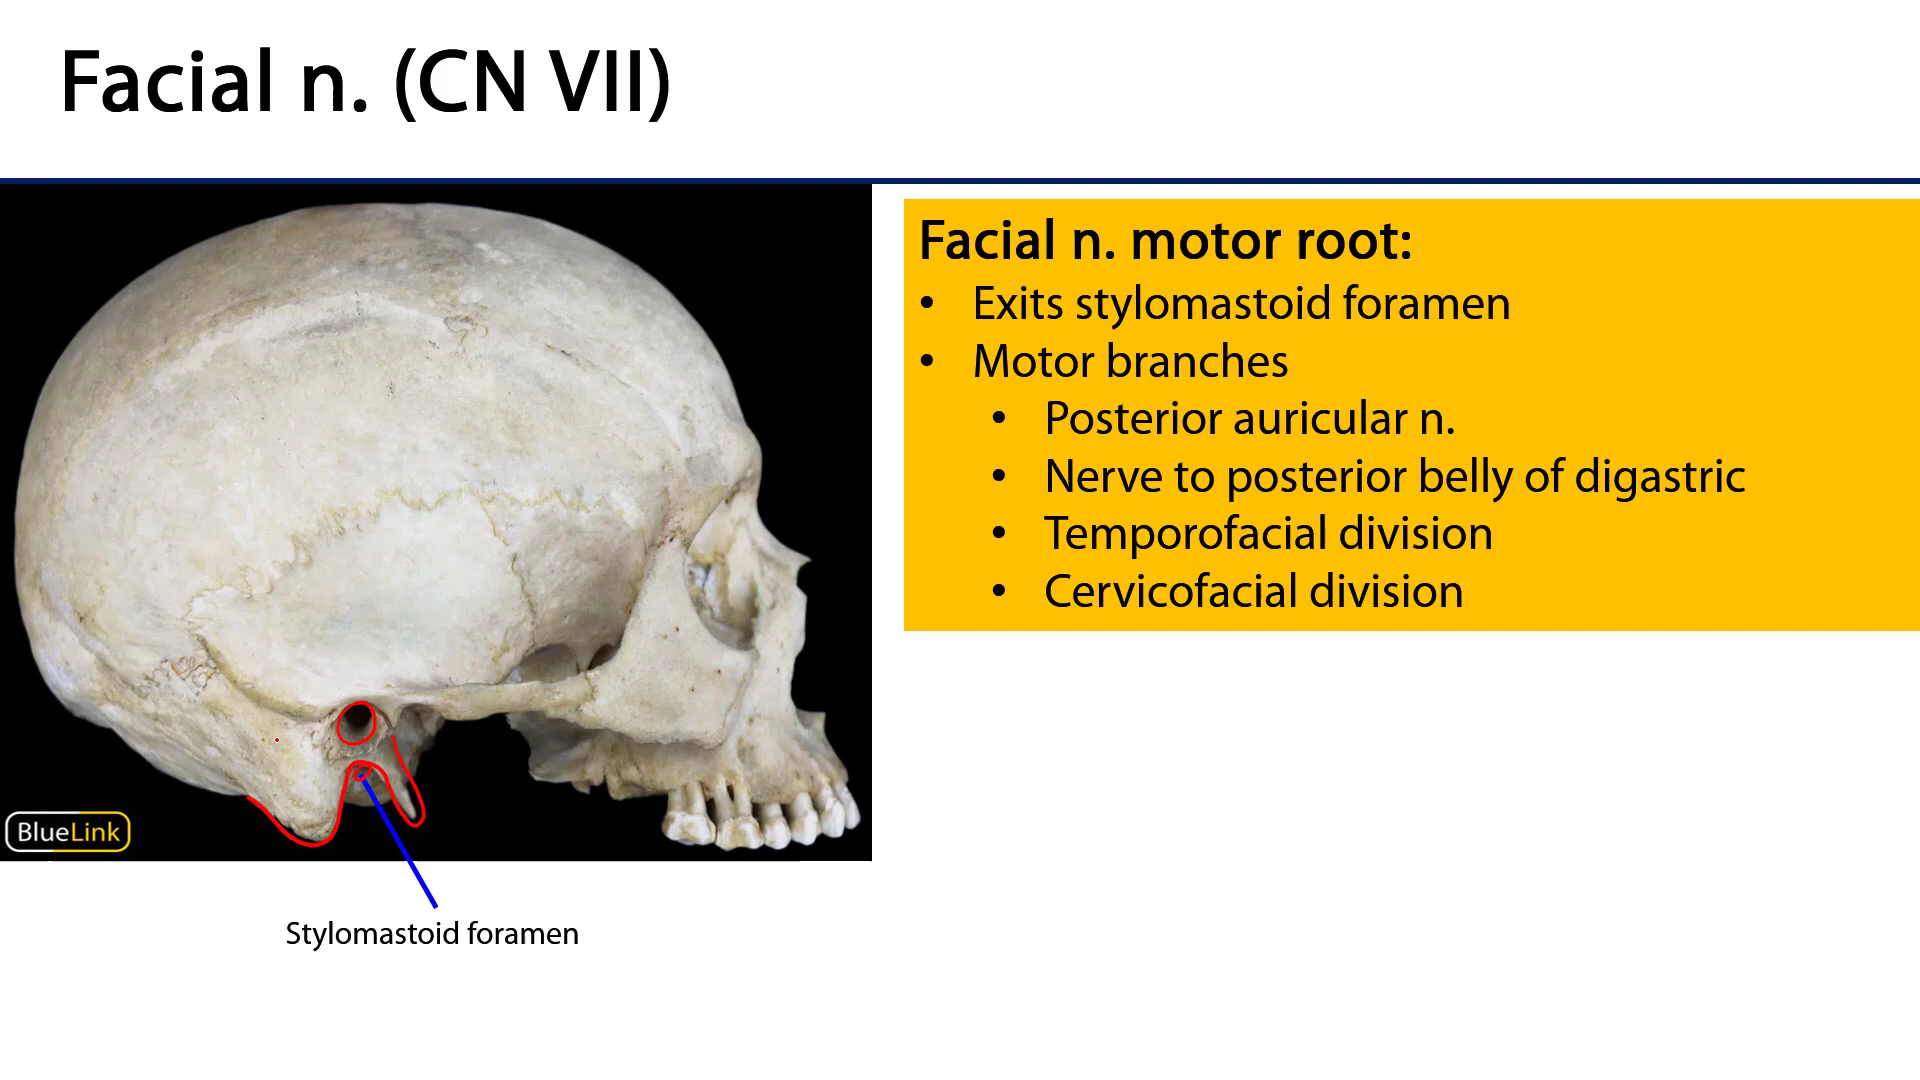 Facial n. (CN VII)
Facial n. motor root:
• Exits stylomastoid foramen
• Motor branches
• Posterior auricular n.
• Nerve to posterior belly of digastric
• Temporofacial division
• Cervicofacial division
BlueLink
Stylomastoid foramen